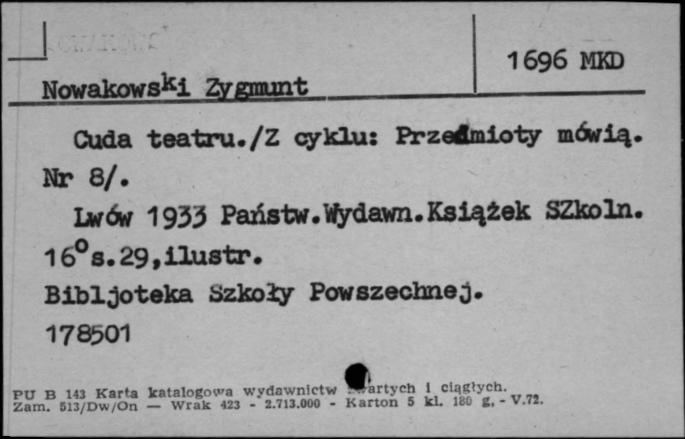 1696 MKD
Nowakowski Zygmunt
Cuda teatru./Z cyklu: Przedmioty mówią.
Nr 8/.
Lwów 1933 Państw.Wydawn.Książek SZkoln.
16° s.29,ilustr.
Bibljoteka Szkoły Powszechnej.
178501
PU B 143 Karta katalogowa wydawnictw i ciągłych.
Zam. 513/Dw/On — Wrak 423 - 2.713.000 - Karton 5 kl. 180 g, - V.72.